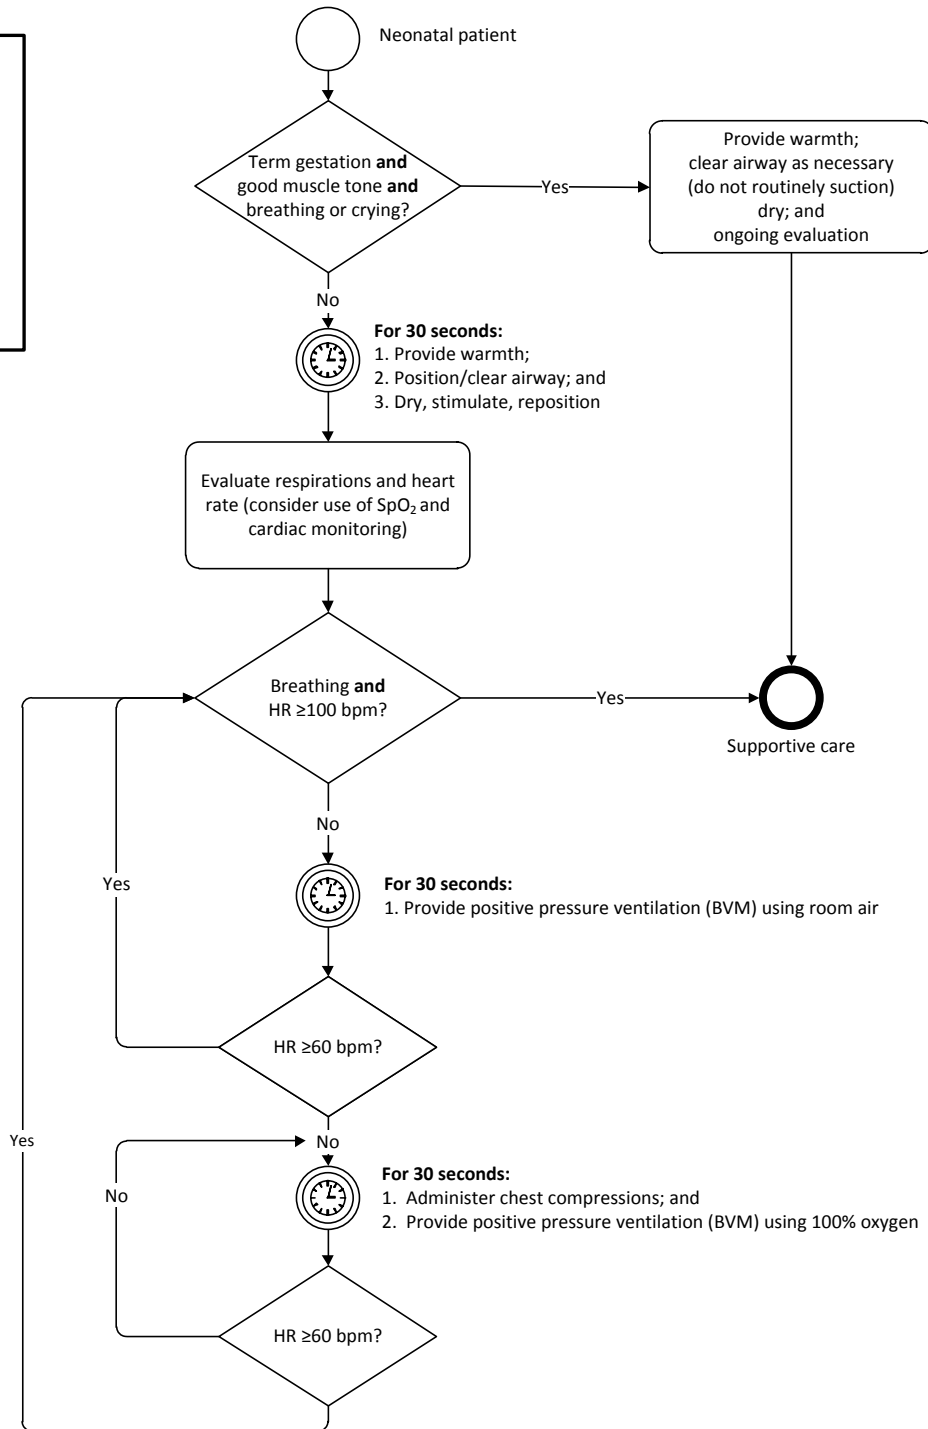 Neonatal patient
Term gestation and
good muscle tone and
breathing or crying?
Yes
Provide warmth;
clear airway as necessary
(do not routinely suction)
dry; and
ongoing evaluation
No
For 30 seconds:
1. Provide warmth;
2. Position/clear airway; and
3. Dry, stimulate, reposition
Evaluate respirations and heart
rate (consider use of SpO₂ and
cardiac monitoring)
Breathing and
HR ≥100 bpm?
Yes
Supportive care
No
Yes
For 30 seconds:
1. Provide positive pressure ventilation (BVM) using room air
HR ≥60 bpm?
Yes
No
No
For 30 seconds:
1. Administer chest compressions; and
2. Provide positive pressure ventilation (BVM) using 100% oxygen
HR ≥60 bpm?